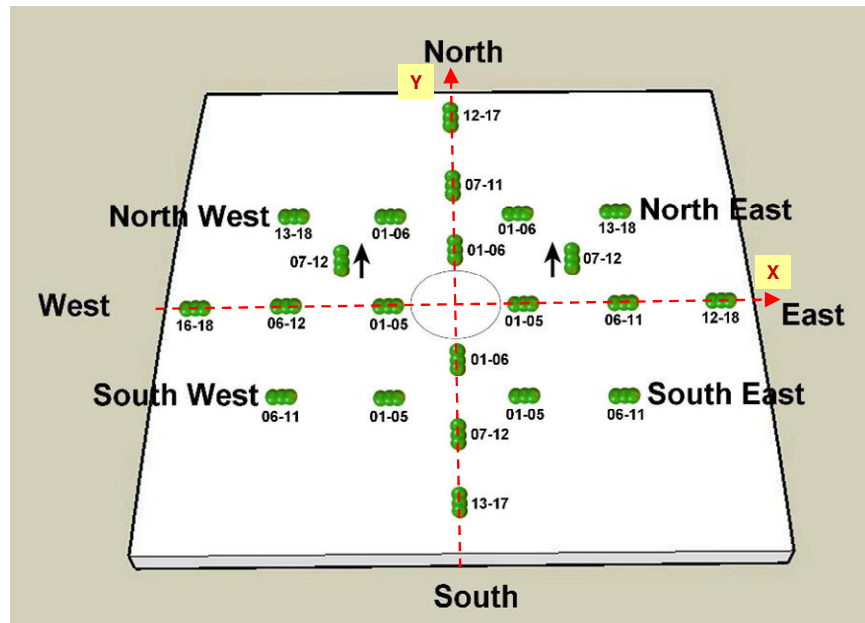 North
Y
12-17
07-11
North West
North East
13-18
01-06
01-06
13-18
07-12
01-06
07-12
X
West
East
16-18
06-12
01-05
01-05
06-11
12-18
01-06
South West
South East
06-11
01-05
01-05
06-11
07-12
13-17
South